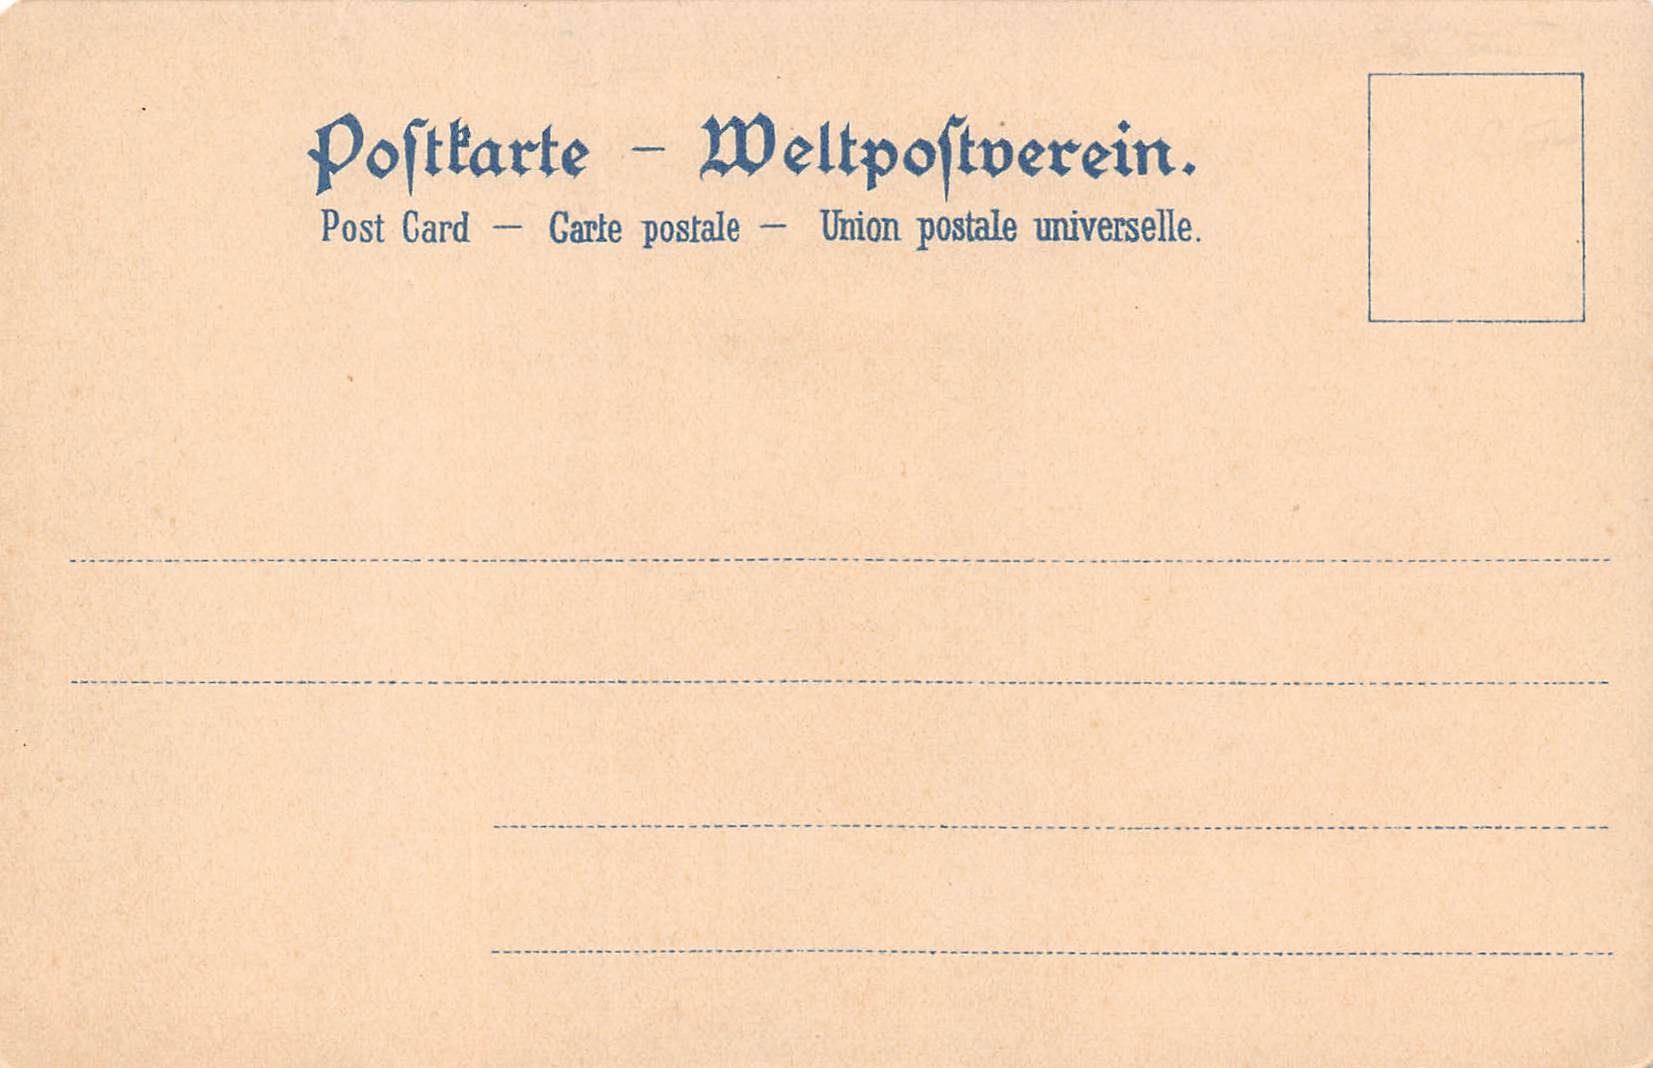 Poſtkarte – Weltpoſtverein.
Post Card — Carte postale — Union postale universelle.